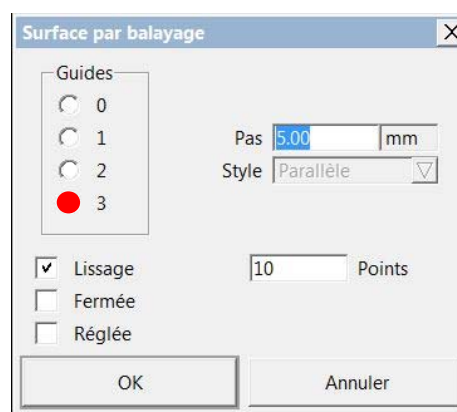 Surface par balayage
Guides
0
1
Pas 5.00 mm
2
Style Parallèle
3
Lissage 10 Points
Fermée
Réglée
OK Annuler